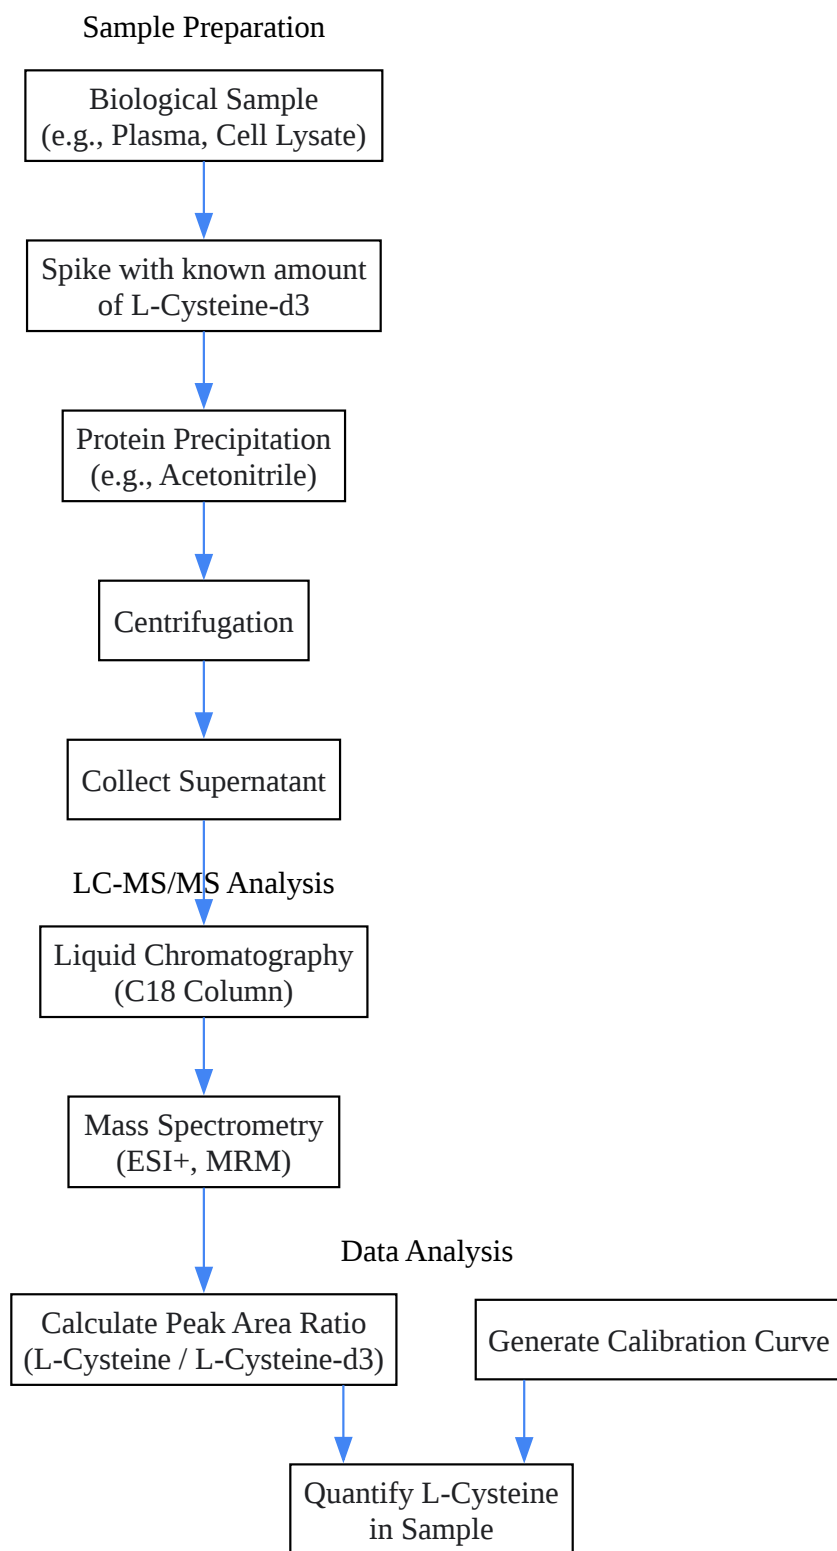 Sample Preparation
Biological Sample
(e.g., Plasma, Cell Lysate)
Spike with known amount
of L-Cysteine-d3
Protein Precipitation
(e.g., Acetonitrile)
Centrifugation
Collect Supernatant
LC-MS/MS Analysis
Liquid Chromatography
(C18 Column)
Mass Spectrometry
(ESI+, MRM)
Data Analysis
Calculate Peak Area Ratio
(L-Cysteine / L-Cysteine-d3)
Generate Calibration Curve
Quantify L-Cysteine
in Sample